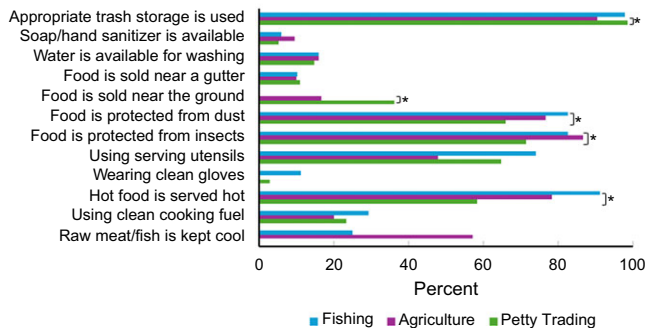 Appropriate trash storage is used
*
Soap/hand sanitizer is available
Water is available for washing
Food is sold near a gutter
Food is sold near the ground
*
Food is protected from dust
*
Food is protected from insects
*
Using serving utensils
Wearing clean gloves
Hot food is served hot
*
Using clean cooking fuel
Raw meat/fish is kept cool
0 20 40 60 80 100
Percent
Fishing Agriculture Petty Trading